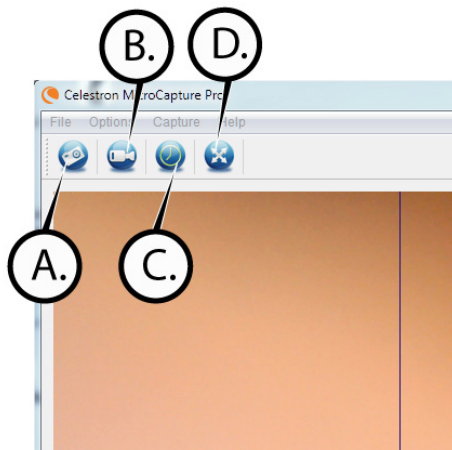 B. D.
Celestron MicroCapture Pro
File Options Capture Help
A. C.